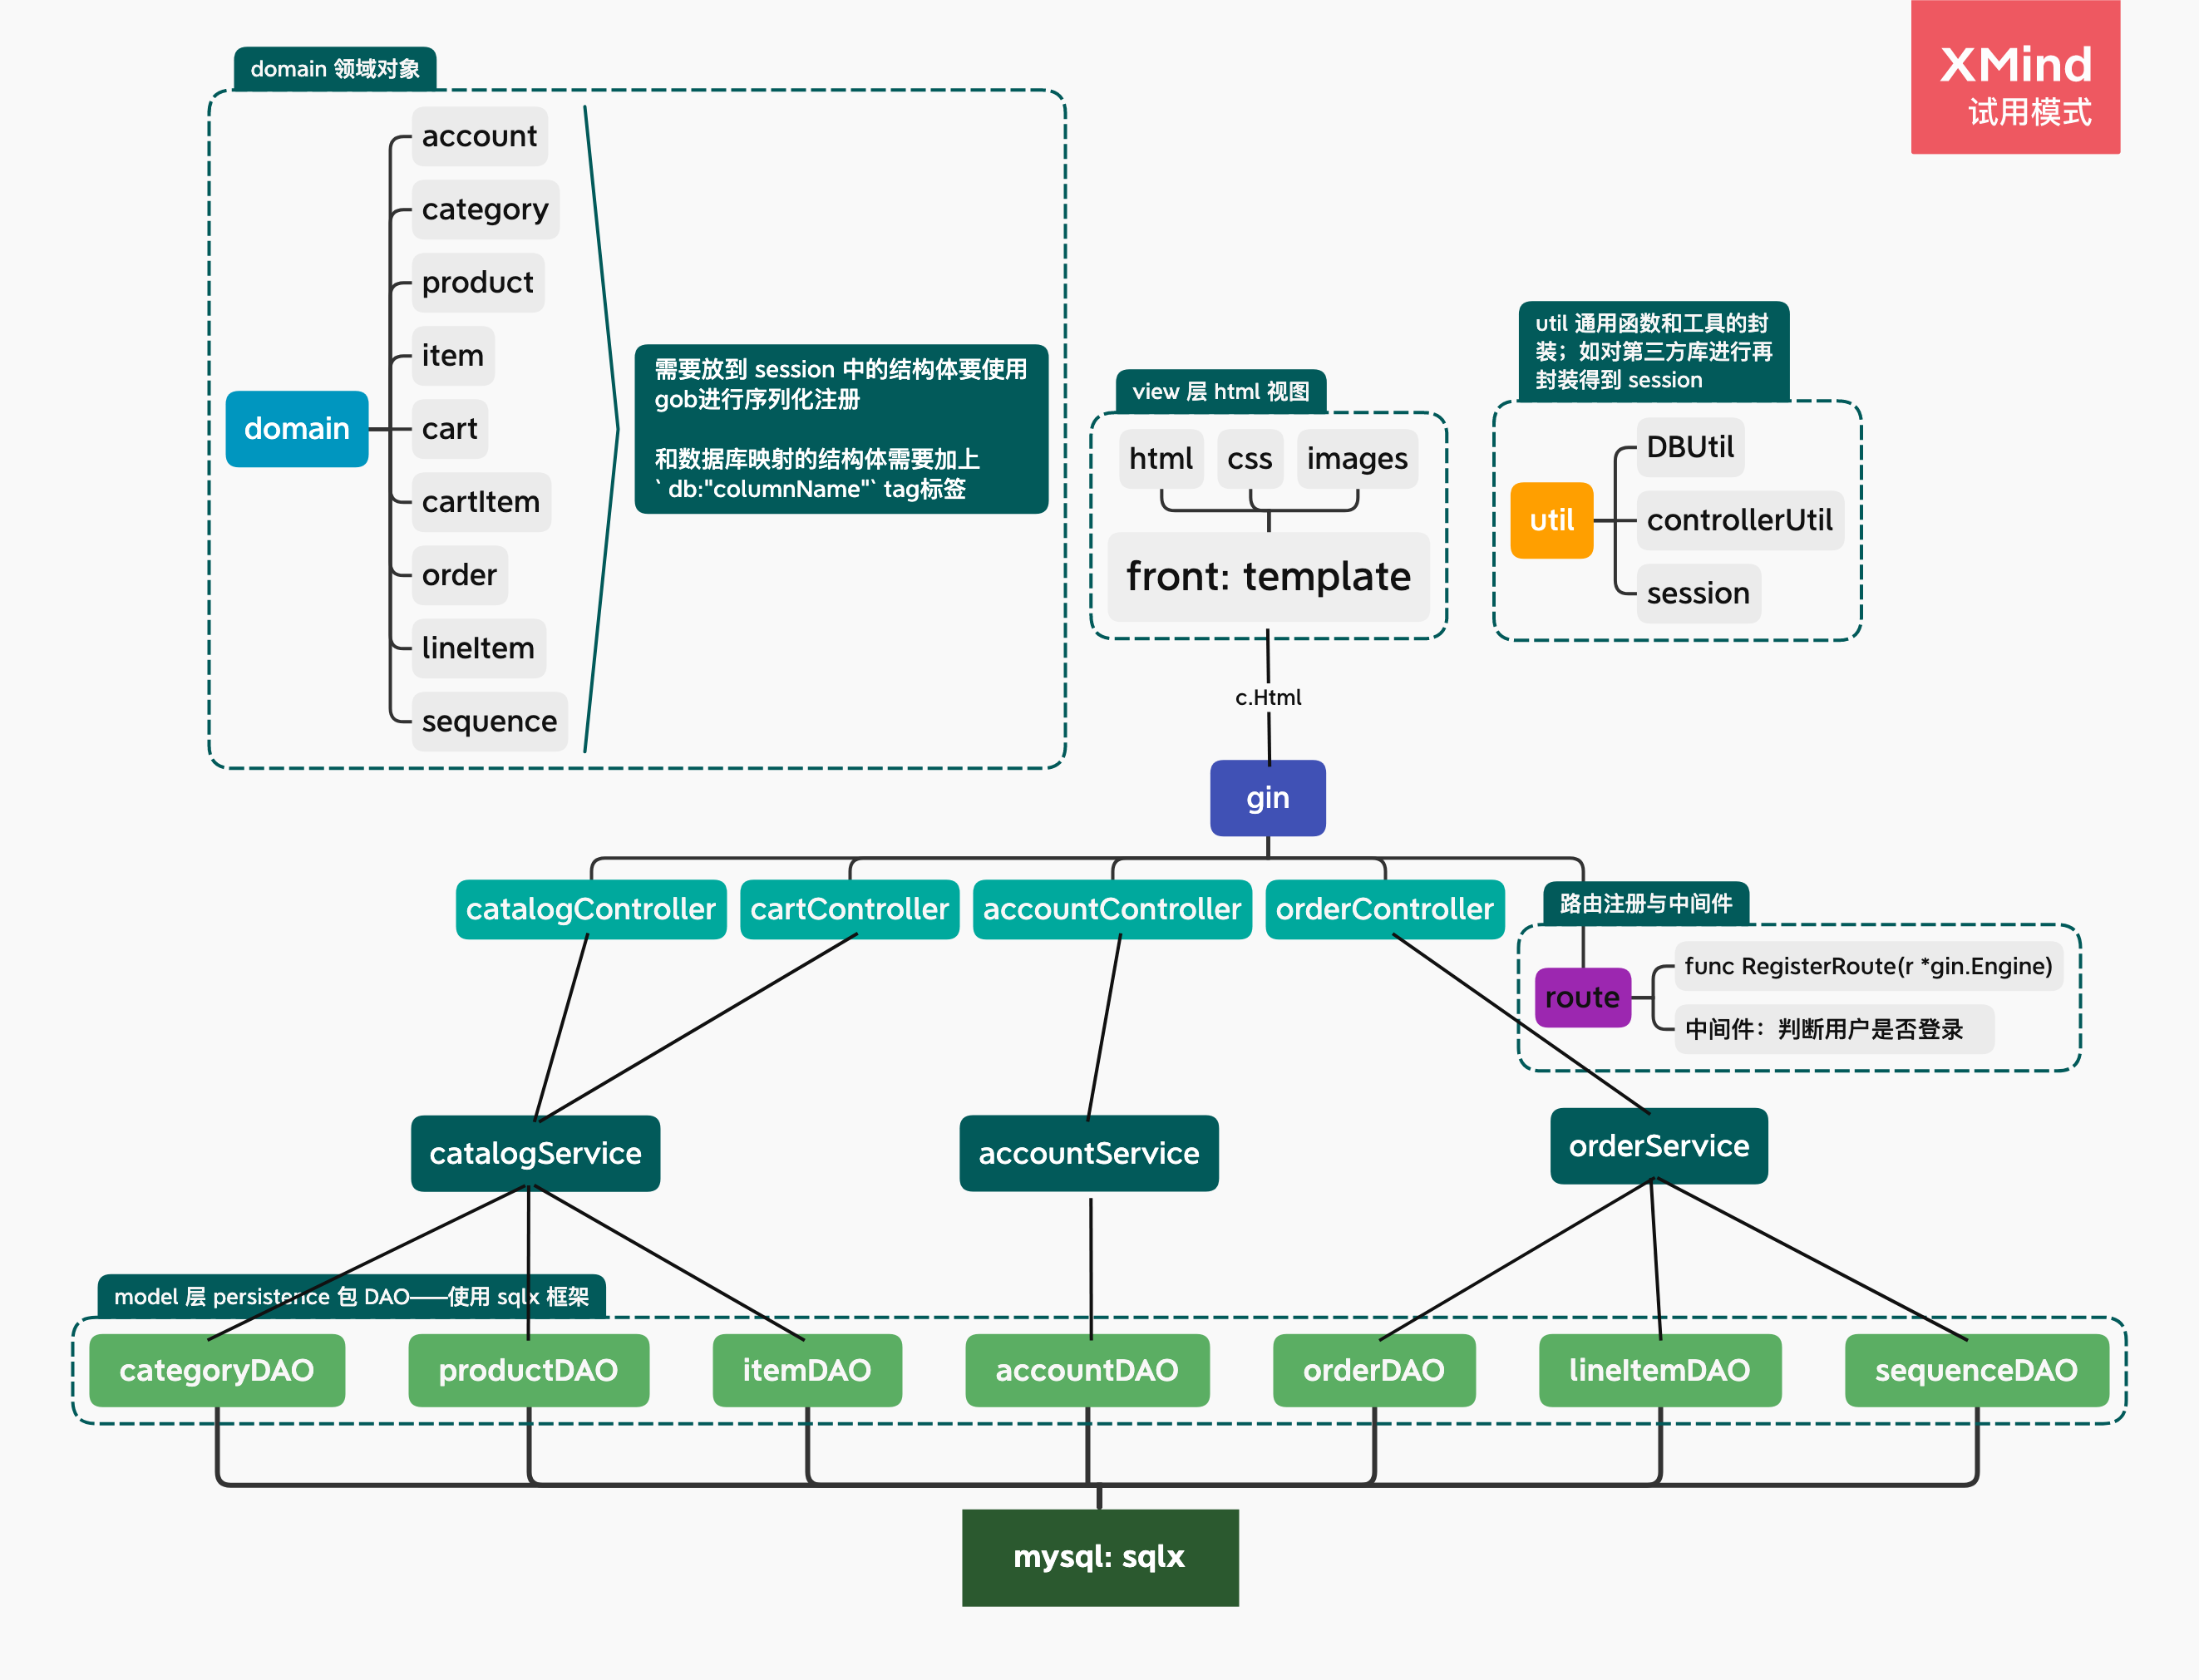 XMind
试用模式
domain 领域对象
account
category
product
item
domain
cart
cartItem
order
lineItem
sequence
需要放到 session 中的结构体要使用
gob进行序列化注册
和数据库映射的结构体需要加上
` db:"columnName"` tag标签
view 层 html 视图
html
css
images
front: template
util 通用函数和工具的封
装；如对第三方库进行再
封装得到 session
DBUtil
util
controllerUtil
session
c.Html
gin
catalogController
cartController
accountController
orderController
路由注册与中间件
func RegisterRoute(r *gin.Engine)
route
中间件：判断用户是否登录
catalogService
accountService
orderService
model 层 persistence 包 DAO——使用 sqlx 框架
categoryDAO
productDAO
itemDAO
accountDAO
orderDAO
lineItemDAO
sequenceDAO
mysql: sqlx